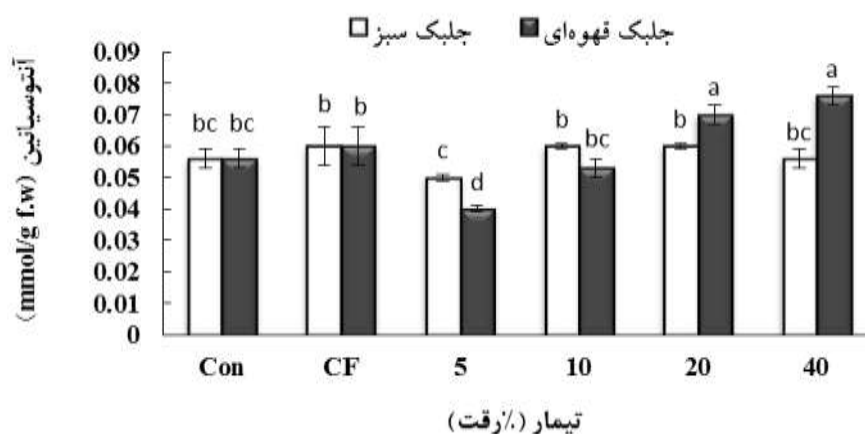 جلبک سبز جلبک قهوه‌ای
آنتوسیانین (mmol/g f.w)
0.09
0.08
0.07
0.06
0.05
0.04
0.03
0.02
0.01
0
bc bc b b c d b bc b a bc a
Con CF 5 10 20 40
تیمار (%رقت)